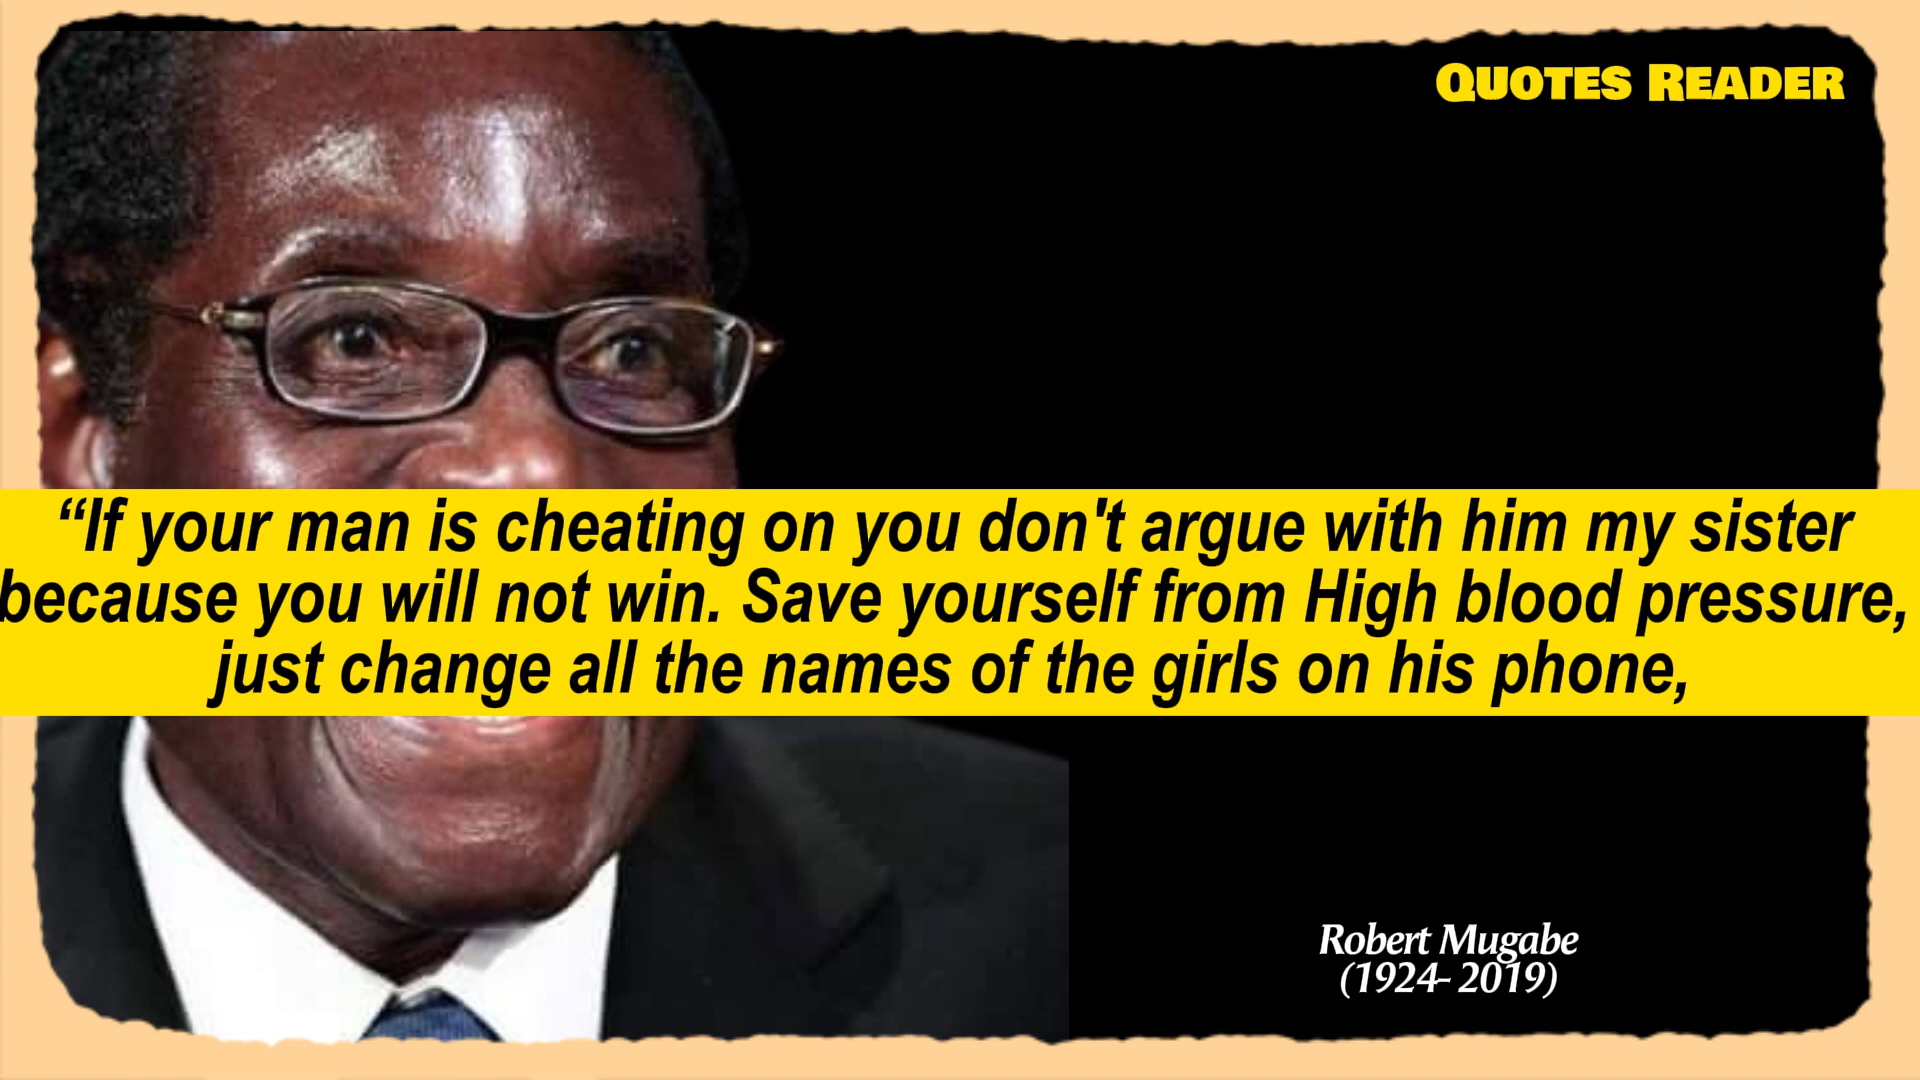 QUOTES READER
“If your man is cheating on you don't argue with him my sister
because you will not win. Save yourself from High blood pressure,
just change all the names of the girls on his phone,
Robert Mugabe
(1924- 2019)